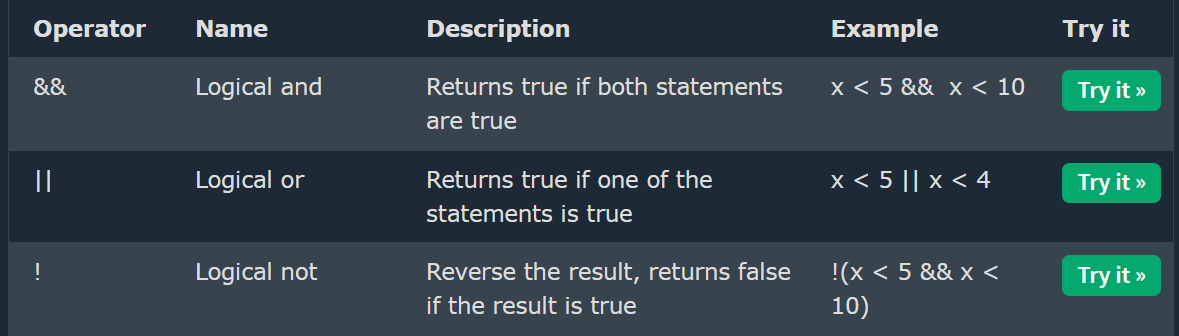 Operator Name Description Example Try it
&& Logical and Returns true if both statements x < 5 &&  x < 10 Try it »
are true
|| Logical or Returns true if one of the x < 5 || x < 4 Try it »
statements is true
! Logical not Reverse the result, returns false !(x < 5 && x < Try it »
if the result is true 10)